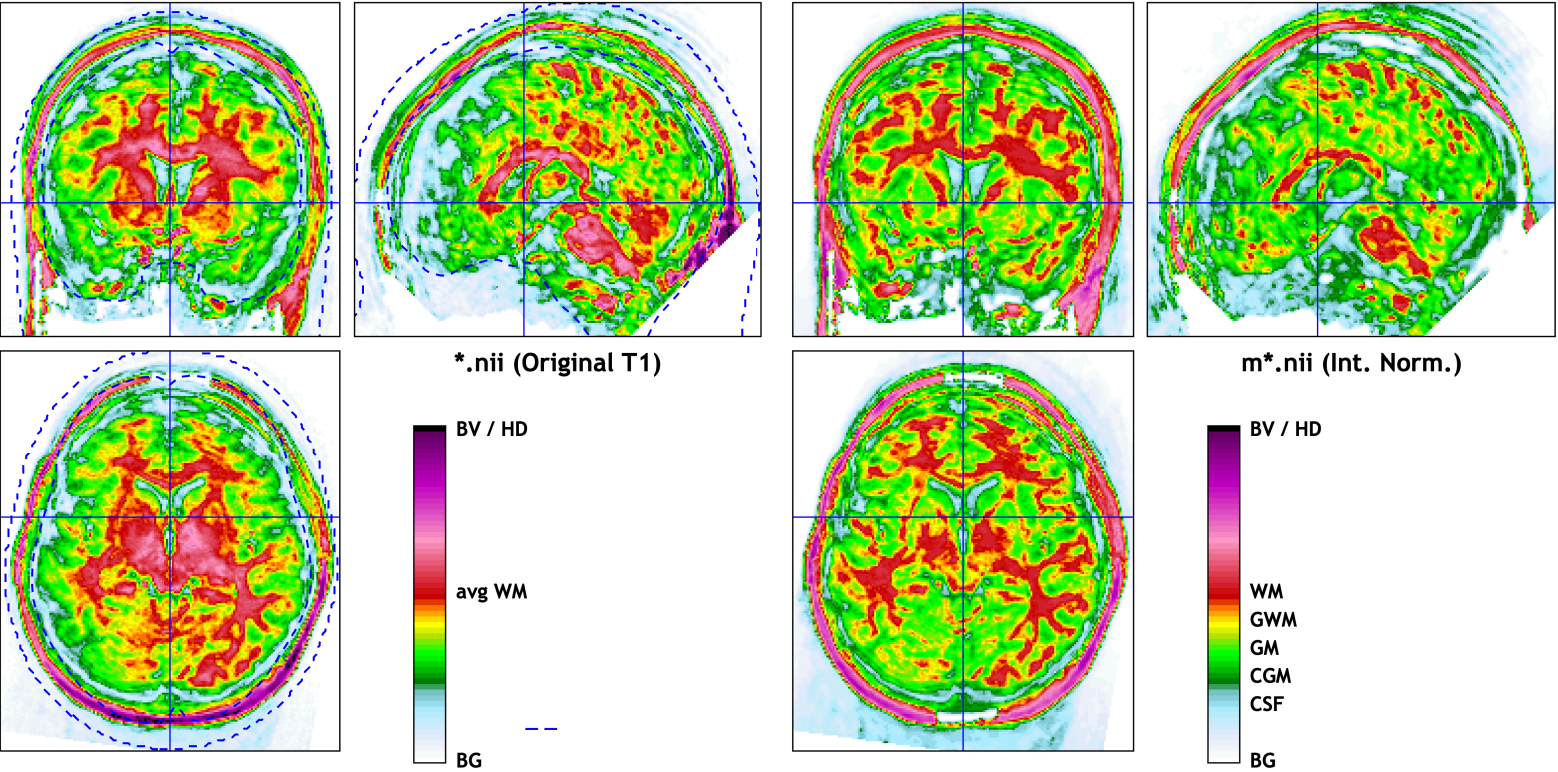 *.nii (Original T1)
BV / HD
avg WM
BG
m*.nii (Int. Norm.)
BV / HD
WM
GWM
GM
CGM
CSF
BG